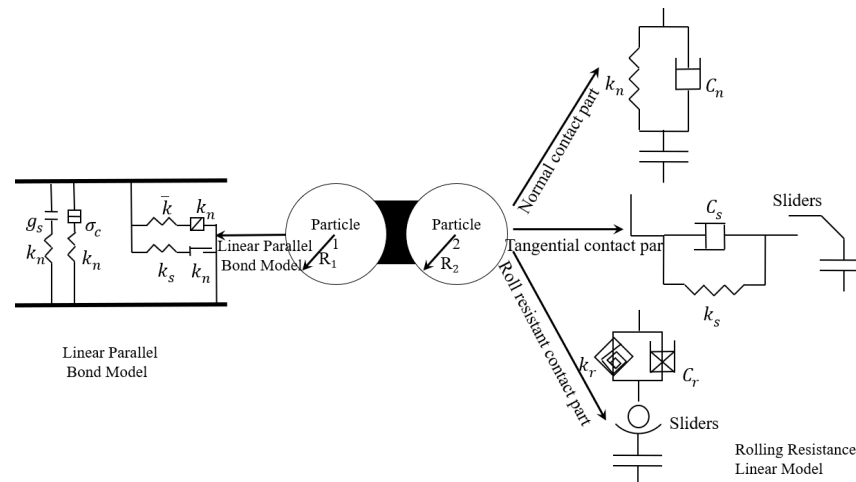 g_s
σ_c
k_n
k_n
k̄
k_n
k_s
k_n
Linear Parallel
Bond Model
Linear Parallel
Bond Model
Particle
1
R₁
Particle
2
R₂
Normal contact part
Tangential contact par
Roll resistant contact part
k_n
C_n
C_s
k_s
Sliders
k_r
C_r
Sliders
Rolling Resistance
Linear Model